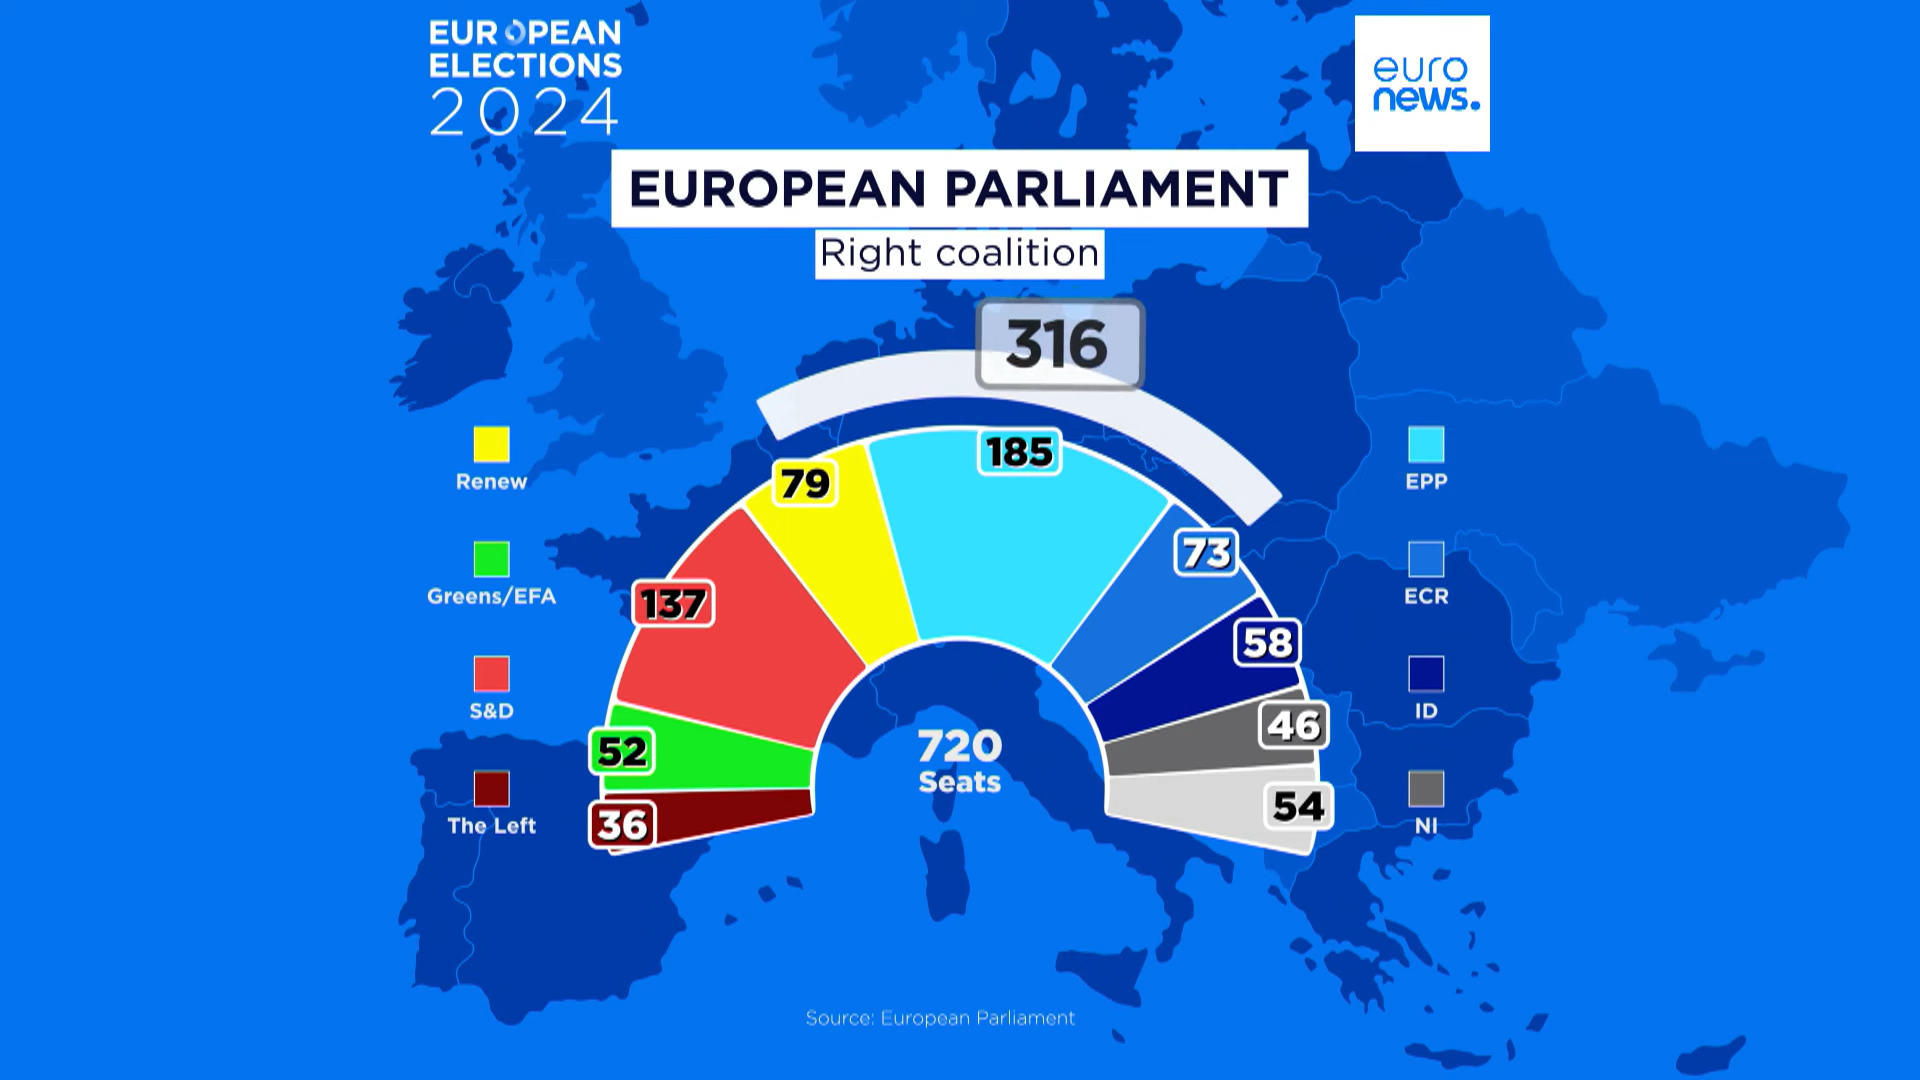 EUROPEAN
ELECTIONS
2024
euro
news.
EUROPEAN PARLIAMENT
Right coalition
316
185
79
73
137
58
46
52
54
36
720
Seats
Renew
Greens/EFA
S&D
The Left
EPP
ECR
ID
NI
Source: European Parliament